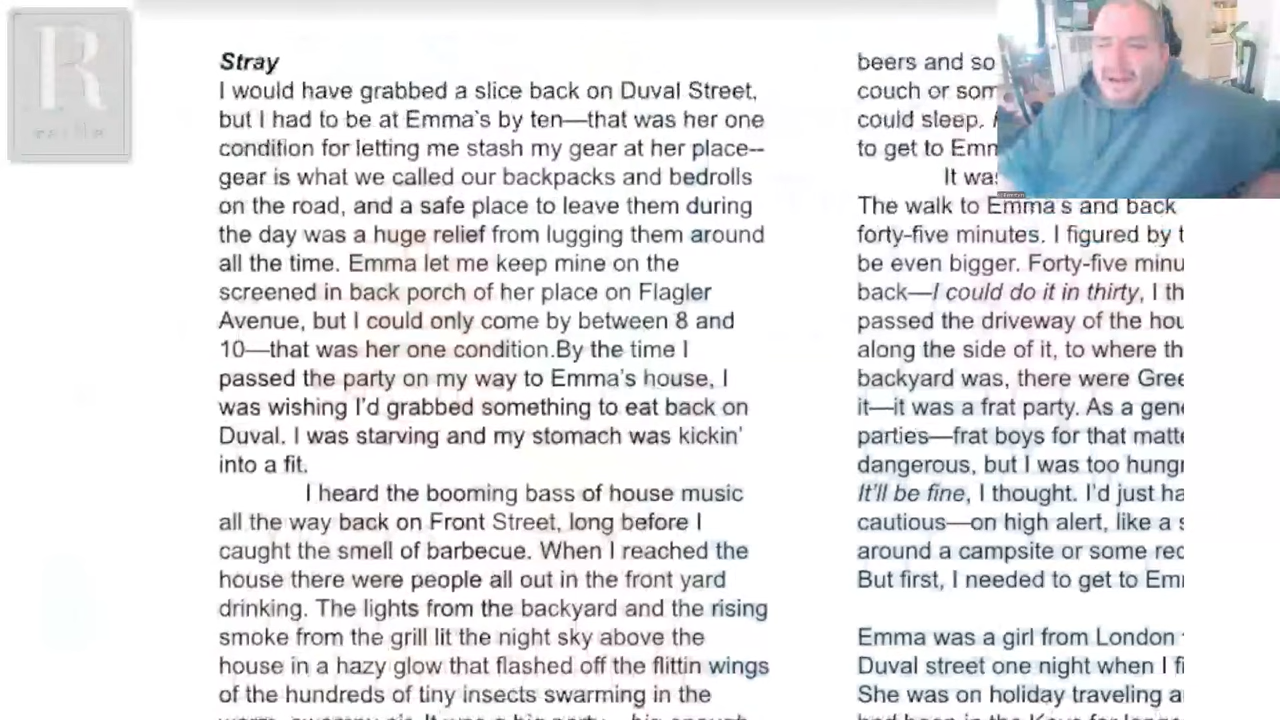 Stray
I would have grabbed a slice back on Duval Street,
but I had to be at Emma's by ten—that was her one
condition for letting me stash my gear at her place--
gear is what we called our backpacks and bedrolls
on the road, and a safe place to leave them during
the day was a huge relief from lugging them around
all the time. Emma let me keep mine on the
screened in back porch of her place on Flagler
Avenue, but I could only come by between 8 and
10—that was her one condition.By the time I
passed the party on my way to Emma's house, I
was wishing I'd grabbed something to eat back on
Duval. I was starving and my stomach was kickin'
into a fit.
I heard the booming bass of house music
all the way back on Front Street, long before I
caught the smell of barbecue. When I reached the
house there were people all out in the front yard
drinking. The lights from the backyard and the rising
smoke from the grill lit the night sky above the
house in a hazy glow that flashed off the flittin wings
of the hundreds of tiny insects swarming in the
beers and so
couch or som
could sleep.
to get to Emm
It was
The walk to Emma's and back
forty-five minutes. I figured by t
be even bigger. Forty-five minu
back—I could do it in thirty, I th
passed the driveway of the hou
along the side of it, to where th
backyard was, there were Gree
it—it was a frat party. As a gene
parties—frat boys for that matte
dangerous, but I was too hungr
It'll be fine, I thought. I'd just ha
cautious—on high alert, like a s
around a campsite or some rec
But first, I needed to get to Em
Emma was a girl from London
Duval street one night when I fi
She was on holiday traveling a
R